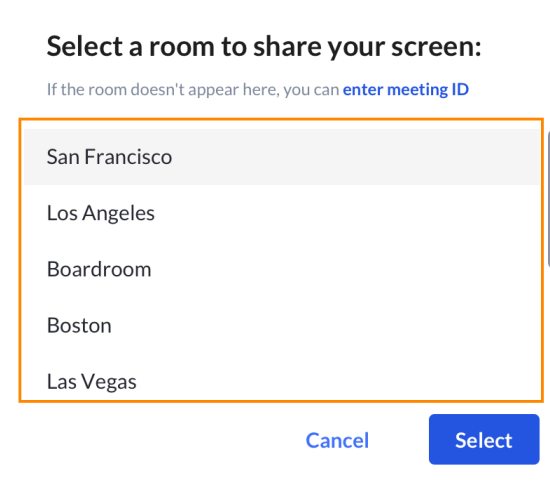 Select a room to share your screen:
If the room doesn't appear here, you can enter meeting ID
San Francisco
Los Angeles
Boardroom
Boston
Las Vegas
Cancel Select